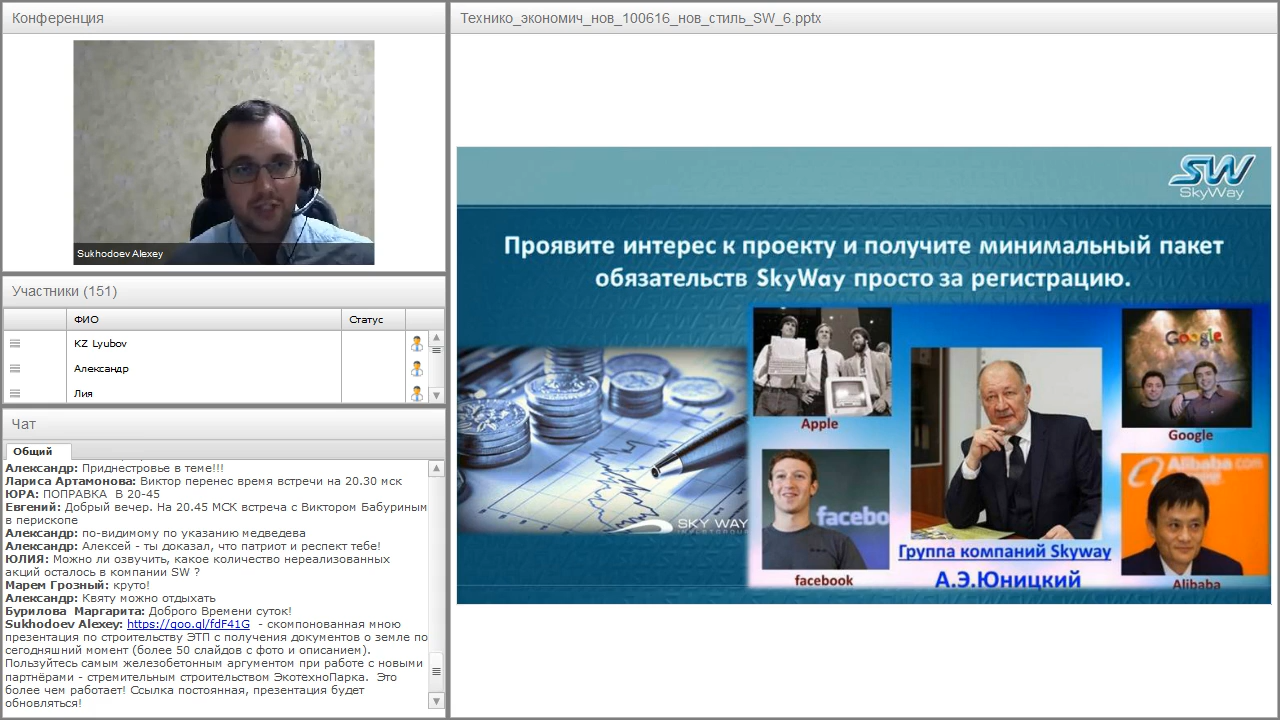 Конференция
Sukhodoev Alexey
Участники (151)
ФИО
Статус
KZ Lyubov
Александр
Лия
Чат
Общий
Александр: Приднестровье в теме!!!
Лариса Артамонова: Виктор перенес время встречи на 20.30 мск
ЮРА: ПОПРАВКА В 20-45
Евгений: Добрый вечер. На 20.45 МСК встреча с Виктором Бабуриным
в перископе
Александр: по-видимому по указанию медведева
Александр: Алексей - ты доказал, что патриот и респект тебе!
ЮЛИЯ: Можно ли озвучить, какое количество нереализованных
акций осталось в компании SW ?
Марем Грозный: круто!
Александр: Квяту можно отдыхать
Бурилова Маргарита: Доброго Времени суток!
Sukhodoev Alexey: https://goo.gl/fdF41G - скомпонованная мною
презентация по строительству ЭТП с получения документов о земле по
сегодняшний момент (более 50 слайдов с фото и описанием).
Пользуйтесь самым железобетонным аргументом при работе с новыми
партнёрами - стремительным строительством ЭкотехноПарка. Это
более чем работает! Ссылка постоянная, презентация будет
обновляться!
Технико_экономич_нов_100616_нов_стиль_SW_6.pptx
SW
SkyWay
Проявите интерес к проекту и получите минимальный пакет
обязательств SkyWay просто за регистрацию.
SKY WAY
Apple
Google
Google
facebo
facebook
Alibaba.com
Alibaba
Группа компаний Skyway
А.Э.Юницкий